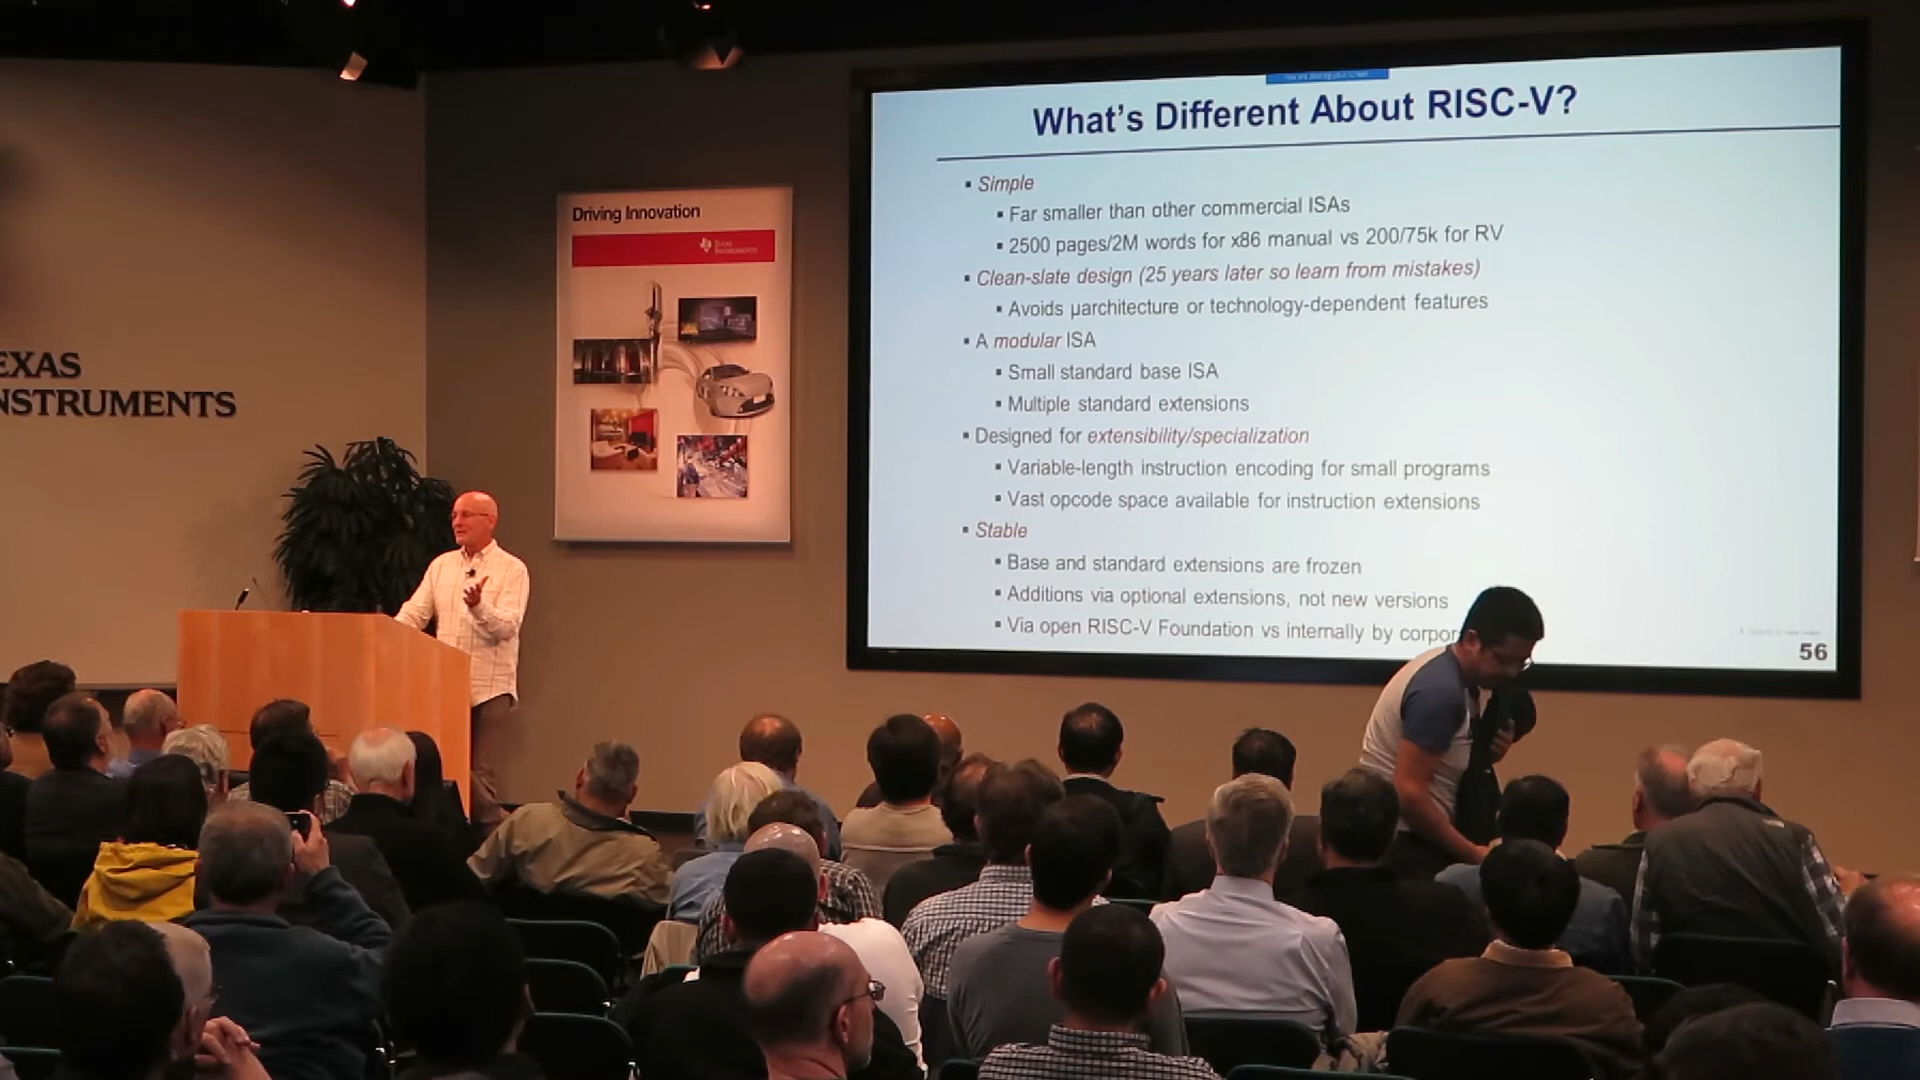 What's Different About RISC-V?
▪ Simple
▪ Far smaller than other commercial ISAs
▪ 2500 pages/2M words for x86 manual vs 200/75k for RV
▪ Clean-slate design (25 years later so learn from mistakes)
▪ Avoids µarchitecture or technology-dependent features
▪ A modular ISA
▪ Small standard base ISA
▪ Multiple standard extensions
▪ Designed for extensibility/specialization
▪ Variable-length instruction encoding for small programs
▪ Vast opcode space available for instruction extensions
▪ Stable
▪ Base and standard extensions are frozen
▪ Additions via optional extensions, not new versions
▪ Via open RISC-V Foundation vs internally by corpor
56
Driving Innovation
TEXAS
INSTRUMENTS
EXAS
NSTRUMENTS